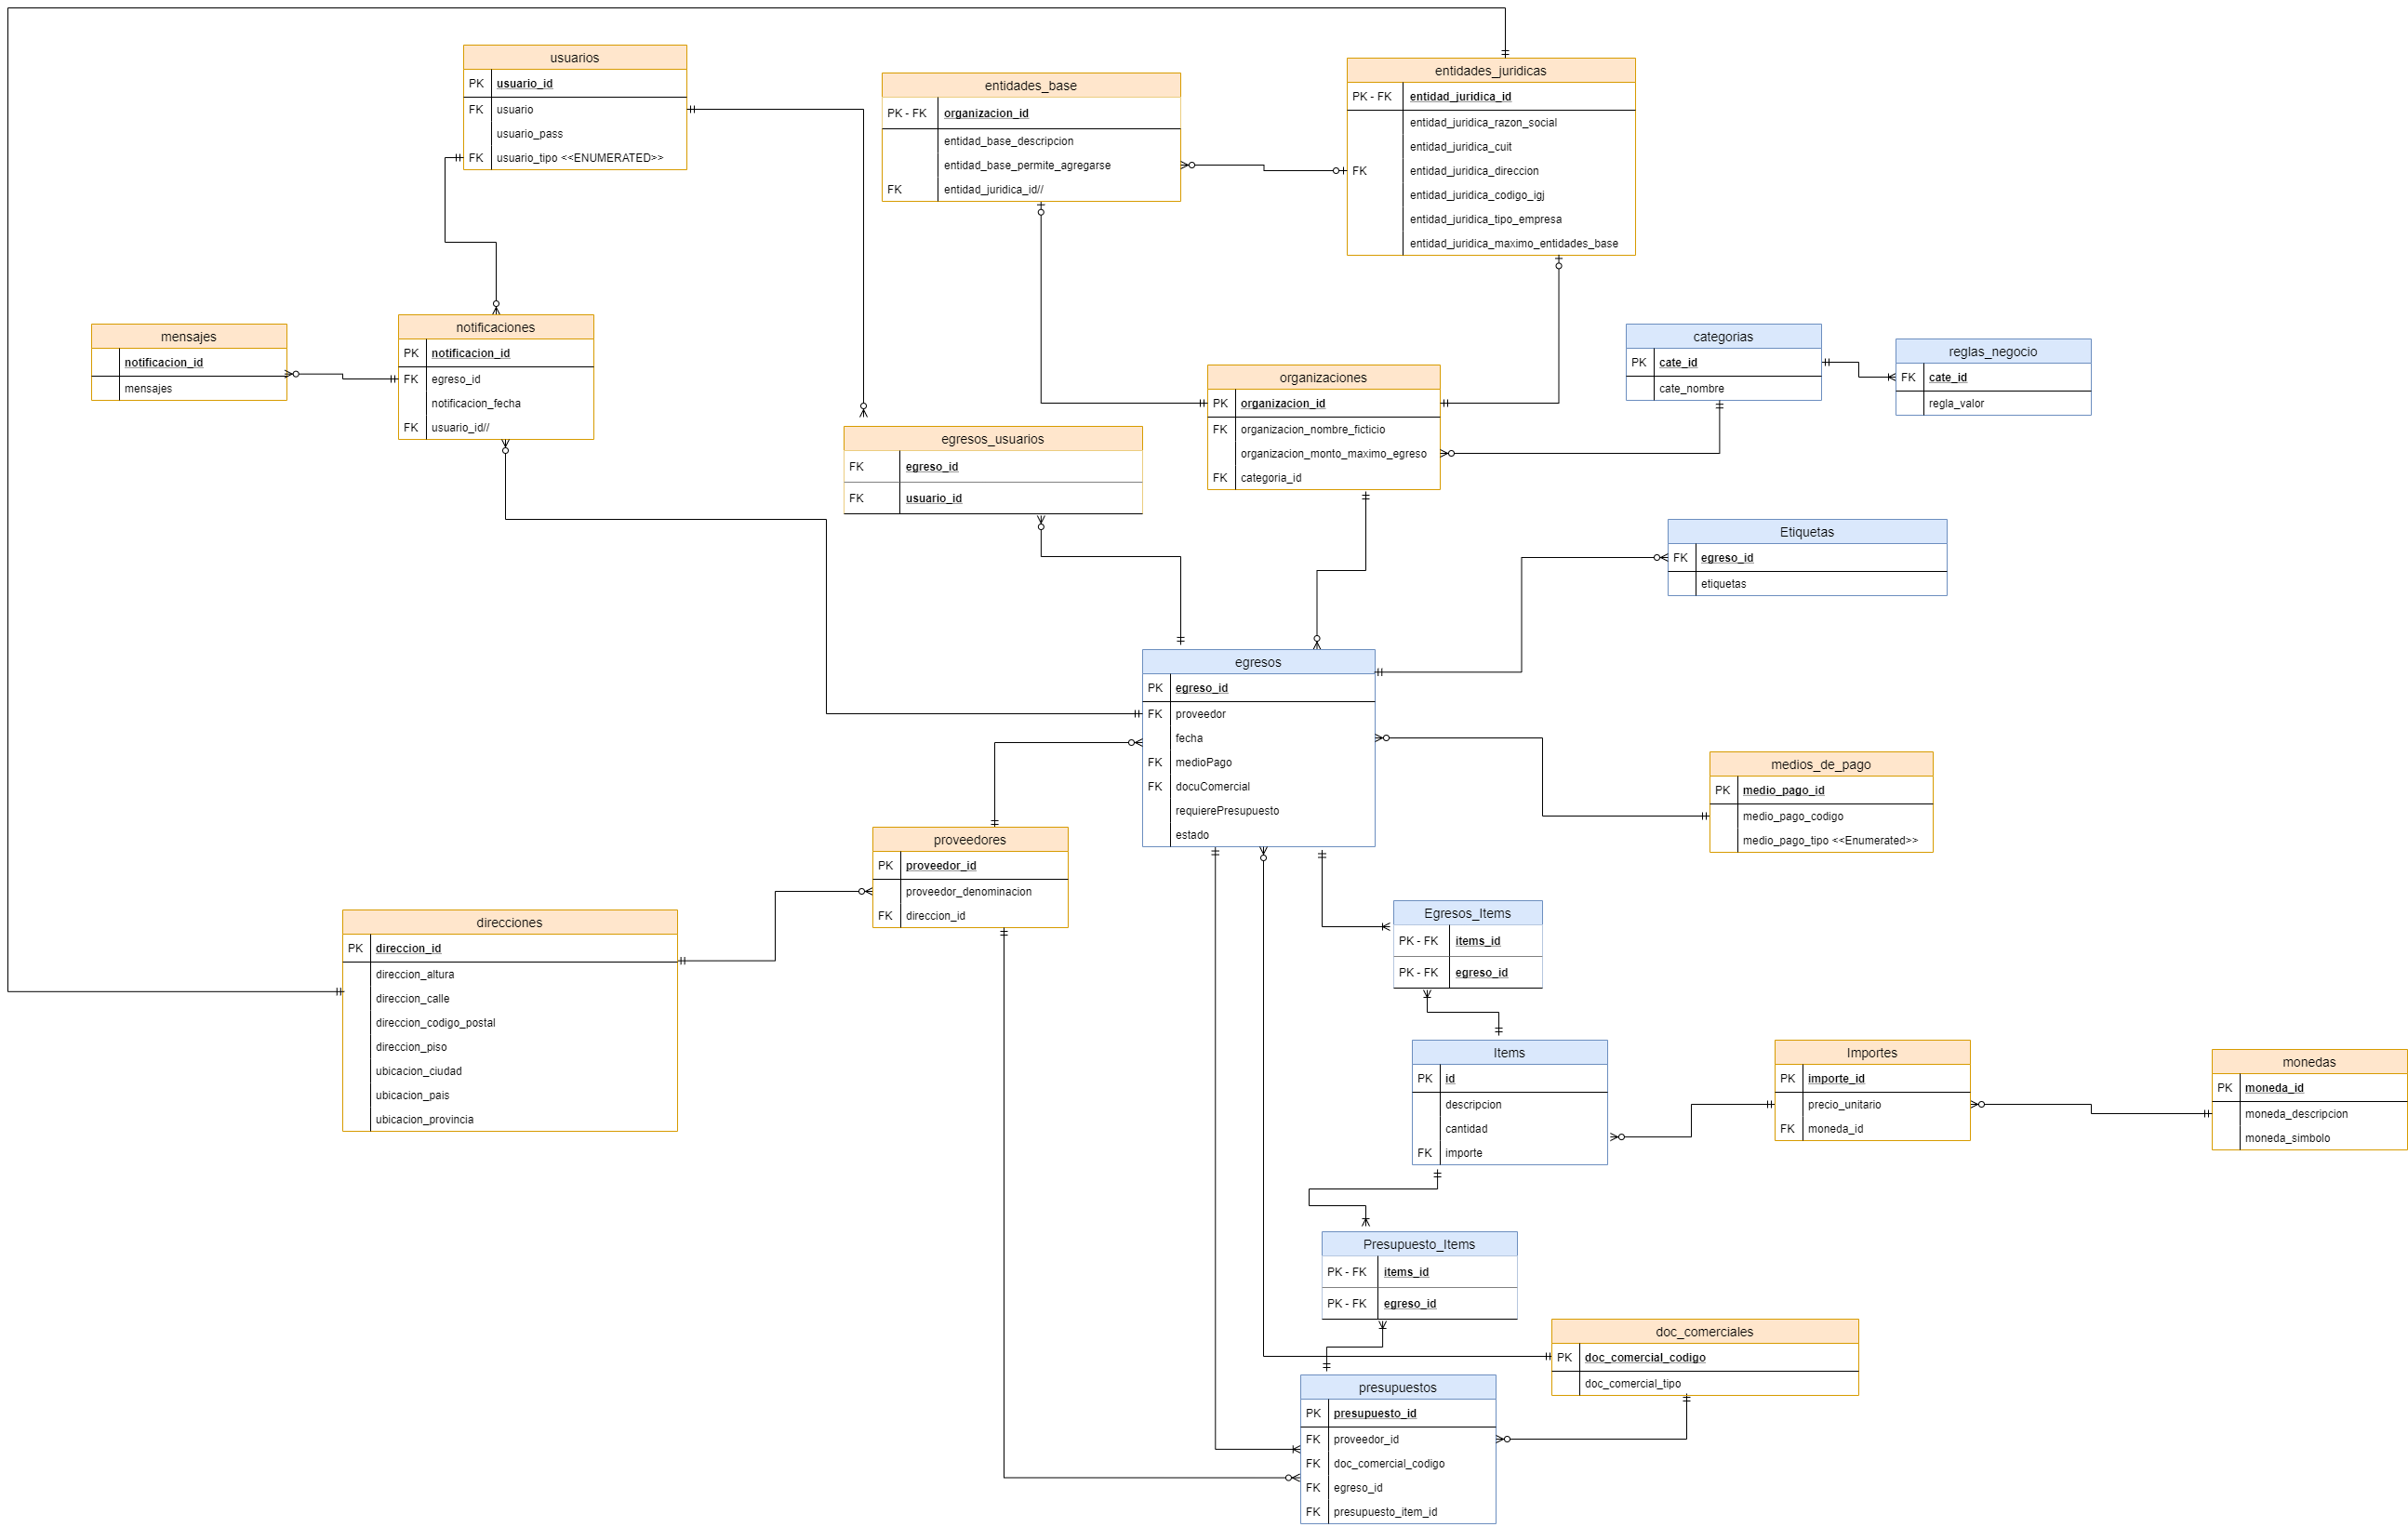 usuarios
PK usuario_id
FK usuario
usuario_pass
FK usuario_tipo <<ENUMERATED>>
entidades_base
PK - FK organizacion_id
entidad_base_descripcion
entidad_base_permite_agregarse
FK entidad_juridica_id//
entidades_juridicas
PK - FK entidad_juridica_id
entidad_juridica_razon_social
entidad_juridica_cuit
FK entidad_juridica_direccion
entidad_juridica_codigo_igj
entidad_juridica_tipo_empresa
entidad_juridica_maximo_entidades_base
mensajes
notificacion_id
mensajes
notificaciones
PK notificacion_id
FK egreso_id
notificacion_fecha
FK usuario_id//
egresos_usuarios
FK egreso_id
FK usuario_id
organizaciones
PK organizacion_id
FK organizacion_nombre_ficticio
organizacion_monto_maximo_egreso
FK categoria_id
categorias
PK cate_id
cate_nombre
reglas_negocio
FK cate_id
regla_valor
Etiquetas
FK egreso_id
etiquetas
egresos
PK egreso_id
FK proveedor
fecha
FK medioPago
FK docuComercial
requierePresupuesto
estado
medios_de_pago
PK medio_pago_id
medio_pago_codigo
medio_pago_tipo <<Enumerated>>
proveedores
PK proveedor_id
proveedor_denominacion
FK direccion_id
direcciones
PK direccion_id
direccion_altura
direccion_calle
direccion_codigo_postal
direccion_piso
ubicacion_ciudad
ubicacion_pais
ubicacion_provincia
Egresos_Items
PK - FK items_id
PK - FK egreso_id
Items
PK id
descripcion
cantidad
FK importe
Importes
PK importe_id
precio_unitario
FK moneda_id
monedas
PK moneda_id
moneda_descripcion
moneda_simbolo
Presupuesto_Items
PK - FK items_id
PK - FK egreso_id
doc_comerciales
PK doc_comercial_codigo
doc_comercial_tipo
presupuestos
PK presupuesto_id
FK proveedor_id
FK doc_comercial_codigo
FK egreso_id
FK presupuesto_item_id